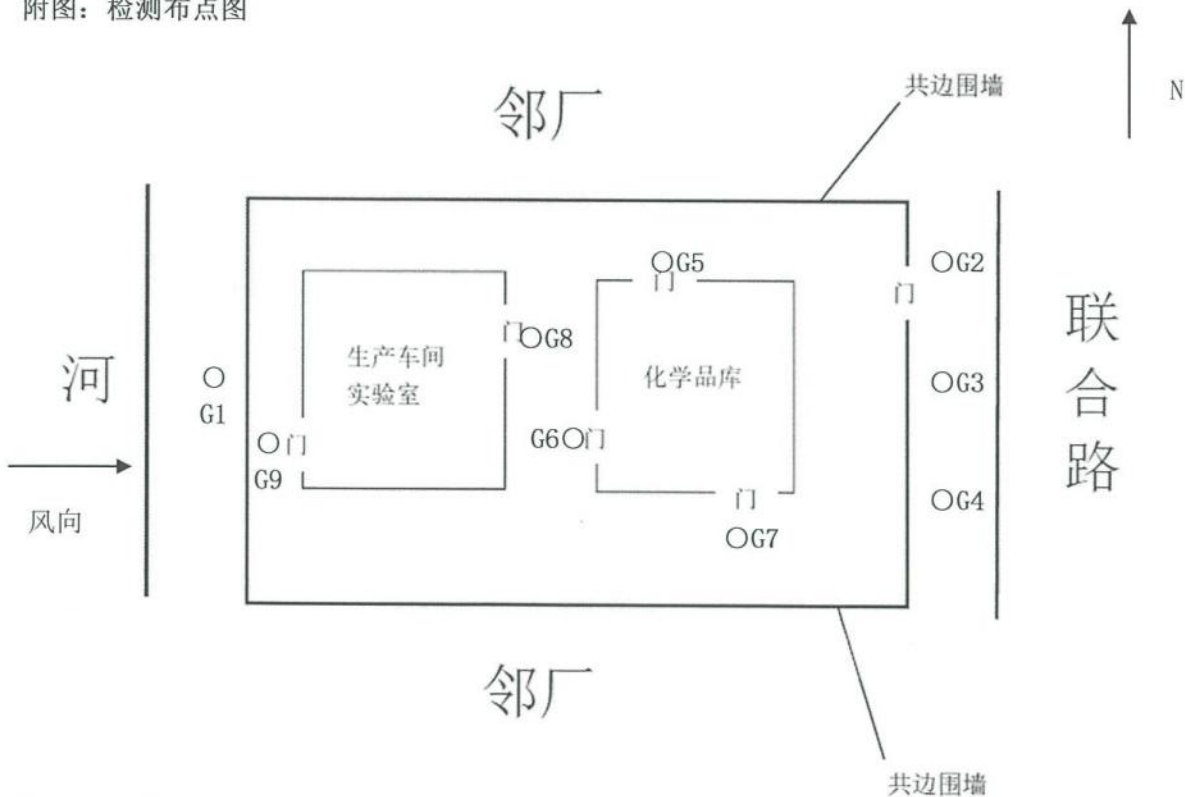 附图：检测布点图
N
共边围墙
邻厂
G5
门
G2
门
联合路
门
G8
生产车间
实验室
化学品库
河
G1
G3
G6
门
门
G9
门
G4
风向
G7
邻厂
共边围墙